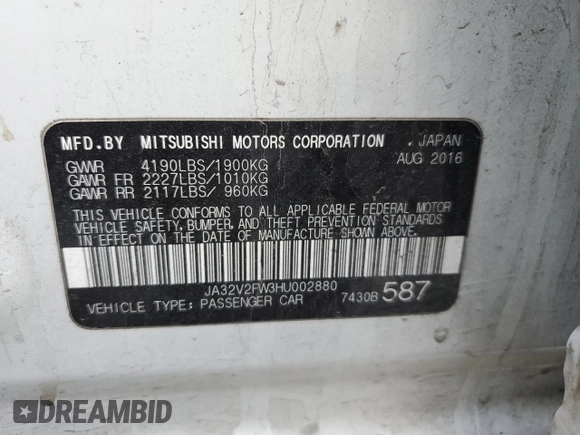 MFD.BY MITSUBISHI MOTORS CORPORATION . JAPAN
AUG 2016
GVWR 4190LBS/1900KG
GAWR FR 2227LBS/1010KG
GAWR RR 2117LBS/ 960KG
THIS VEHICLE CONFORMS TO ALL APPLICABLE FEDERAL MOTOR
VEHICLE SAFETY, BUMPER, AND THEFT PREVENTION STANDARDS
IN EFFECT ON THE DATE OF MANUFACTURE SHOWN ABOVE.
JA32V2FW3HU002880
VEHICLE TYPE: PASSENGER CAR 7430B 587
DREAMBID